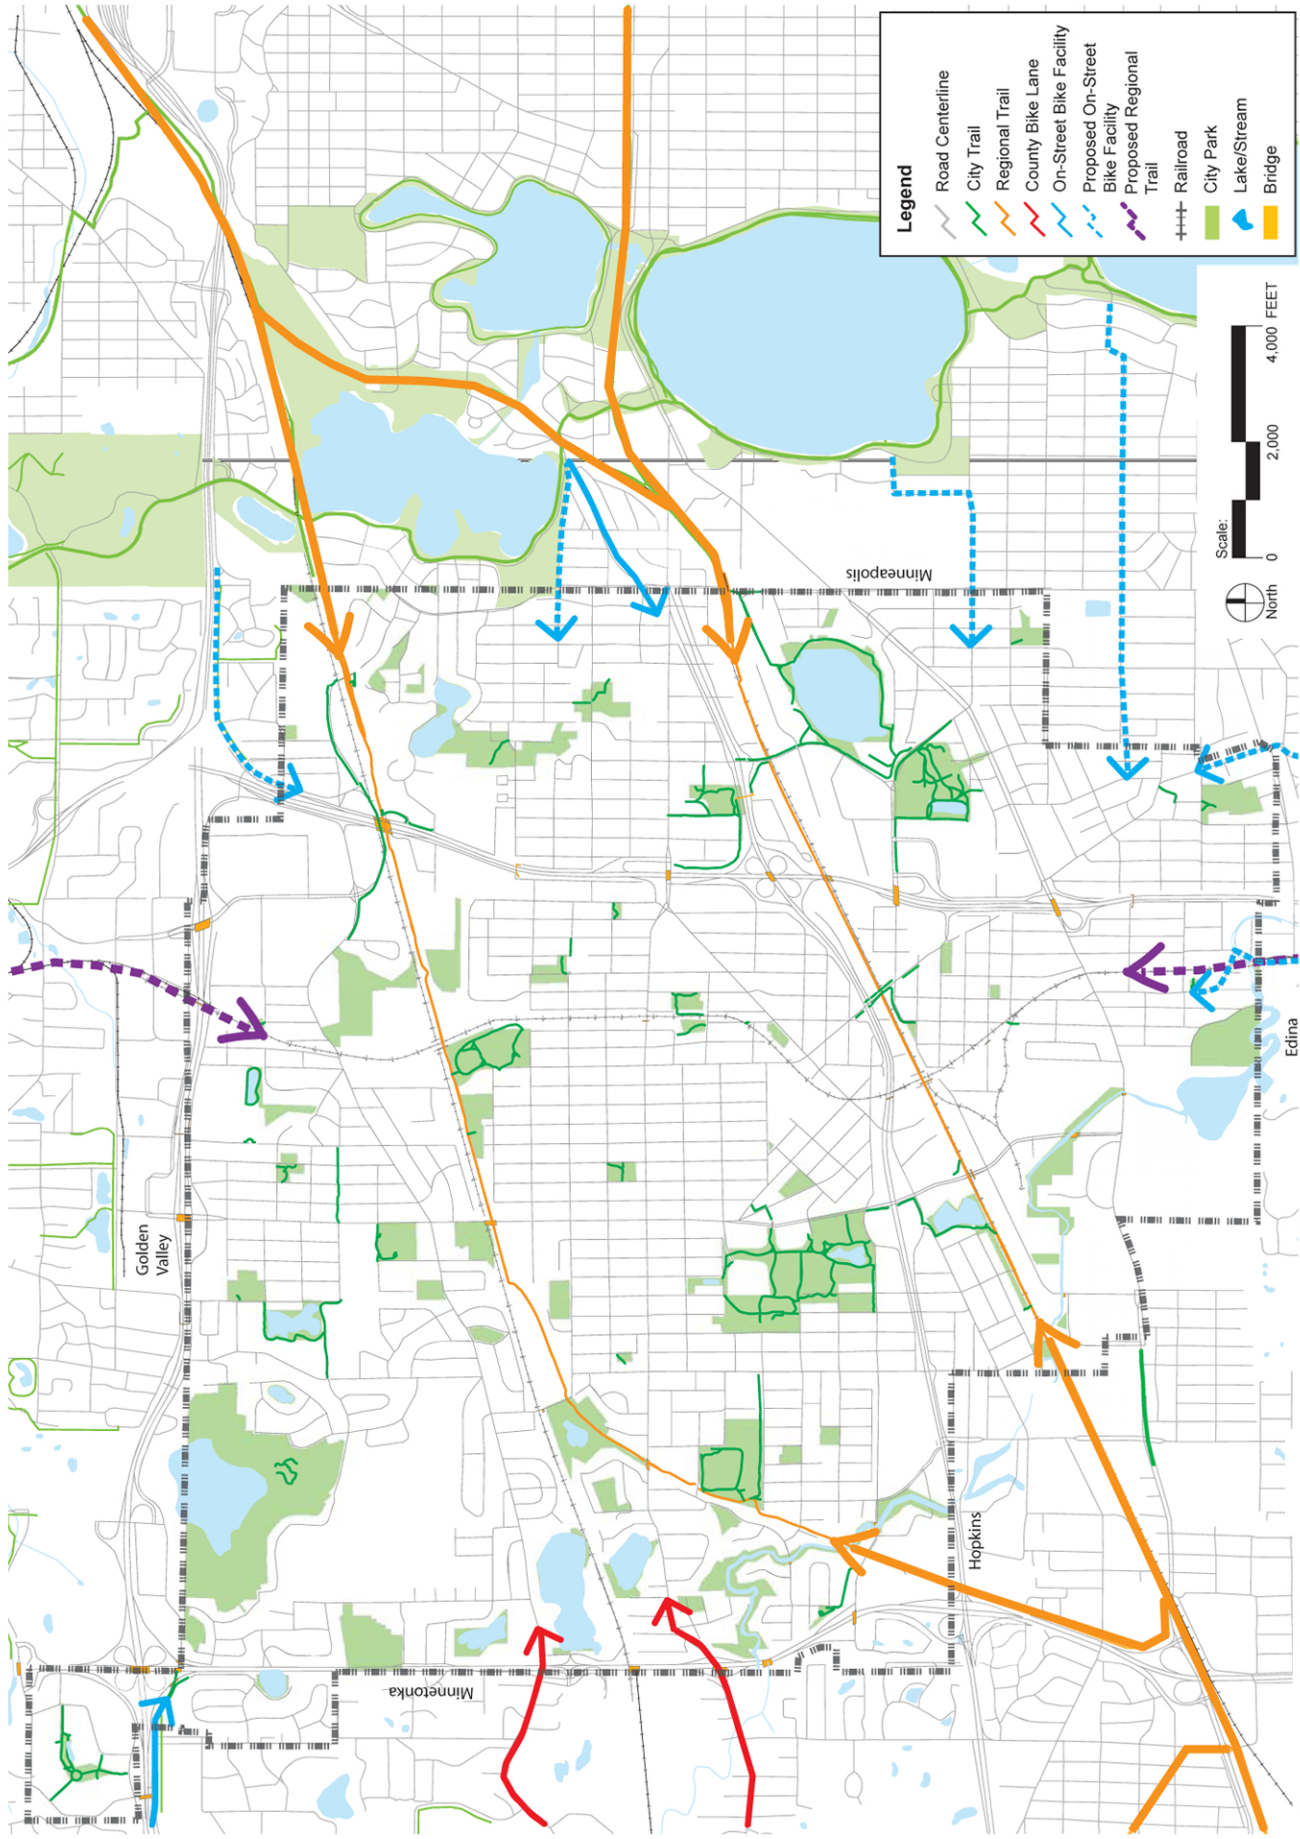 Legend
Road Centerline
City Trail
Regional Trail
County Bike Lane
On-Street Bike Facility
Proposed On-Street
Bike Facility
Proposed Regional
Trail
Railroad
City Park
Lake/Stream
Bridge
Scale:
0
2,000
4,000 FEET
North
Minneapolis
Golden
Valley
Edina
Hopkins
Minnetonka